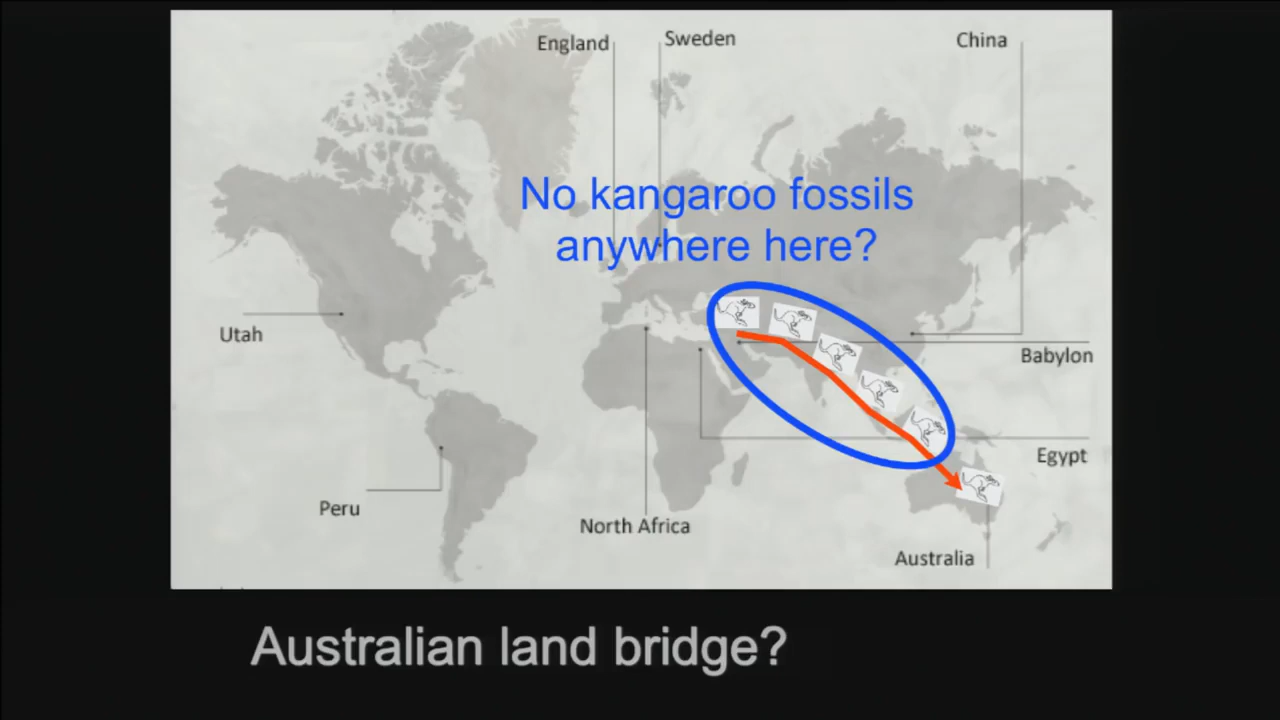 England
Sweden
China
No kangaroo fossils
anywhere here?
Utah
Babylon
Egypt
Peru
North Africa
Australia
Australian land bridge?